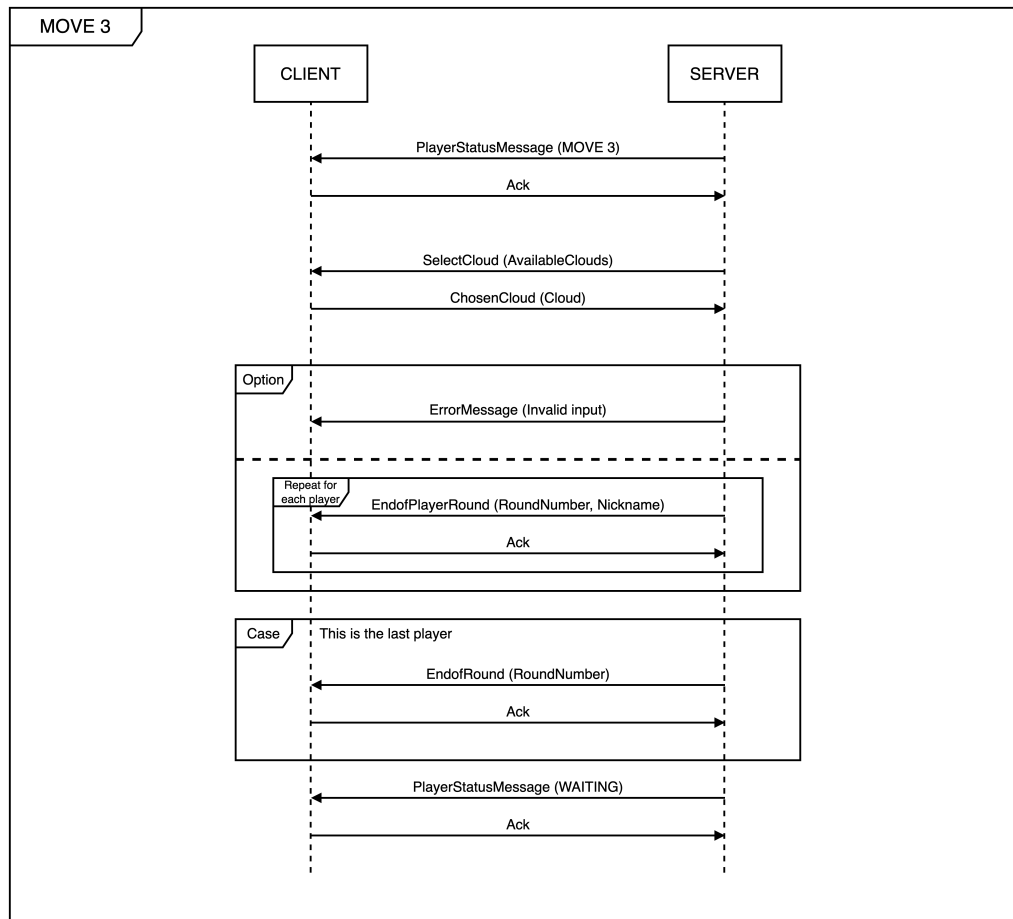 MOVE 3
CLIENT
SERVER
PlayerStatusMessage (MOVE 3)
Ack
SelectCloud (AvailableClouds)
ChosenCloud (Cloud)
Option
ErrorMessage (Invalid input)
Repeat for
each player
EndofPlayerRound (RoundNumber, Nickname)
Ack
Case
This is the last player
EndofRound (RoundNumber)
Ack
PlayerStatusMessage (WAITING)
Ack